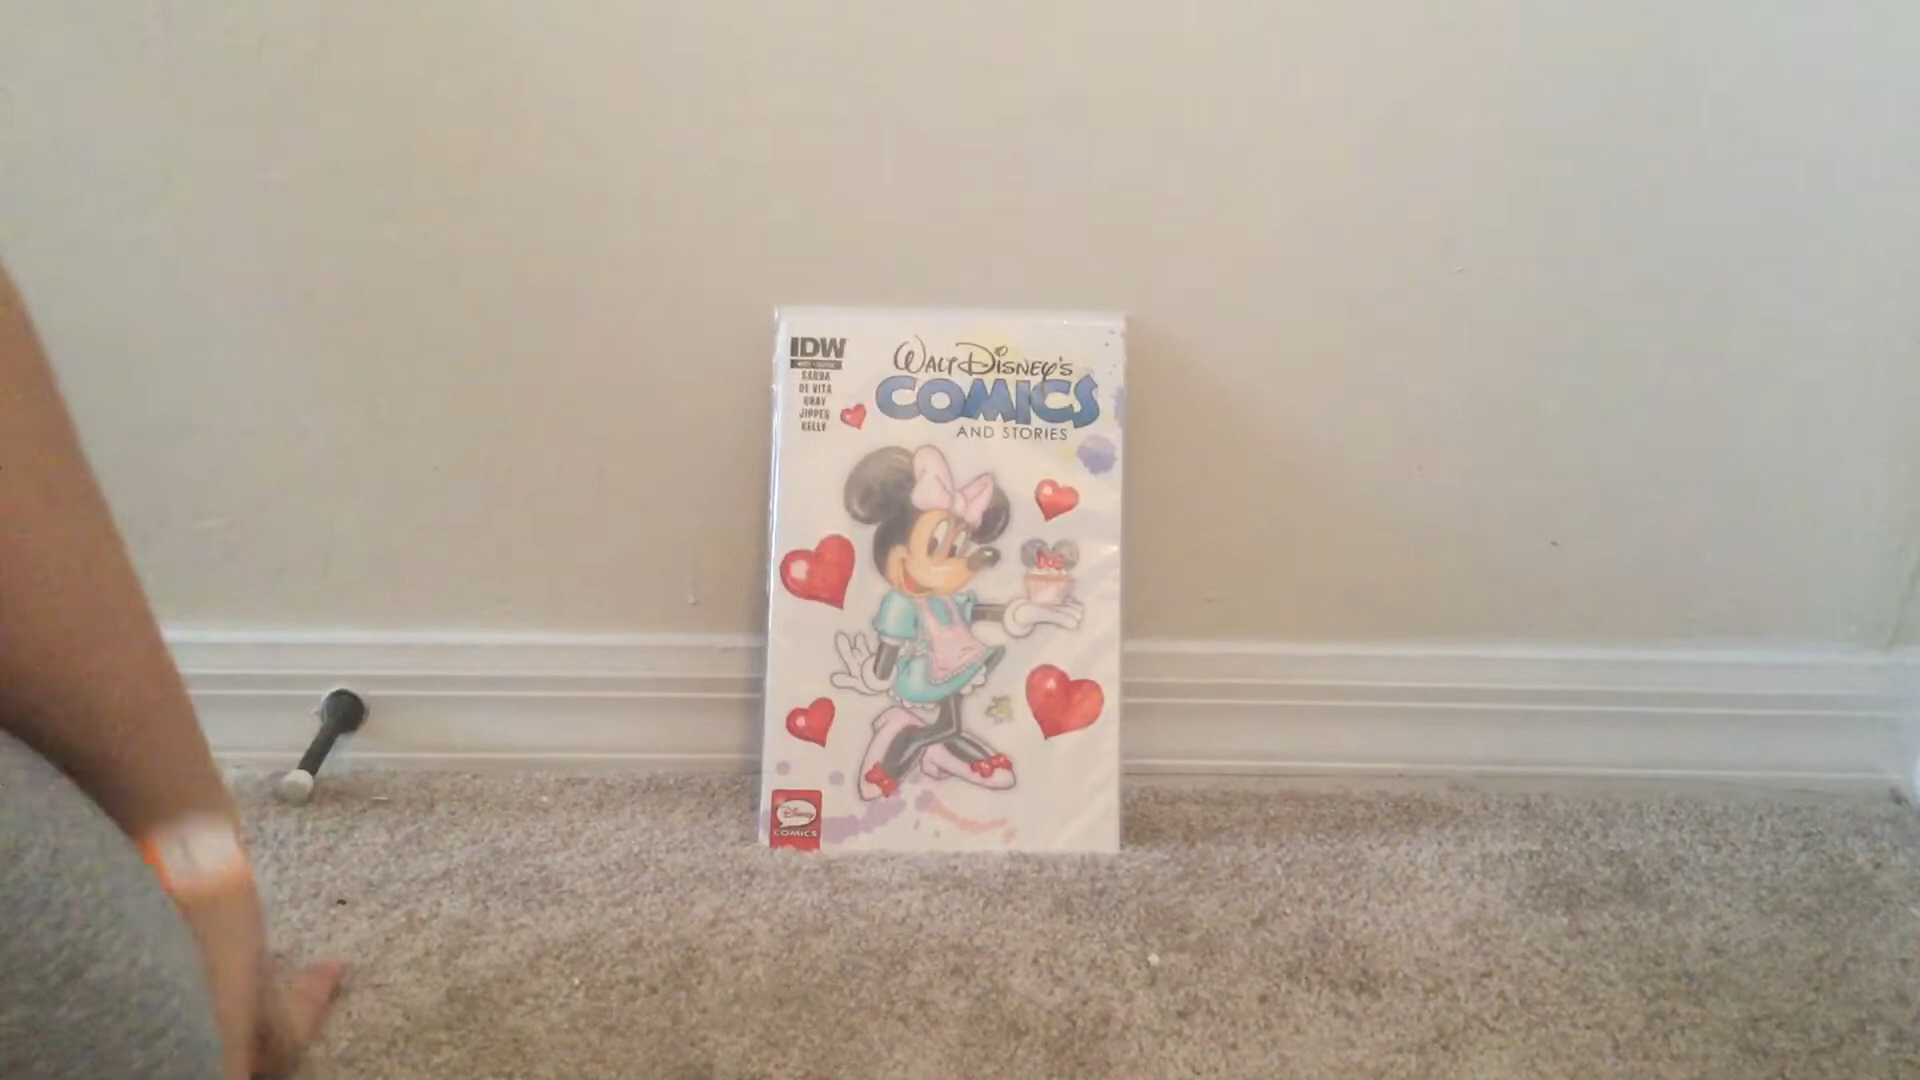 IDW
SARDA
DE VITA
GRAY
JIPPES
KELLY
WALT DISNEY'S
COMICS
AND STORIES
Disney
COMICS